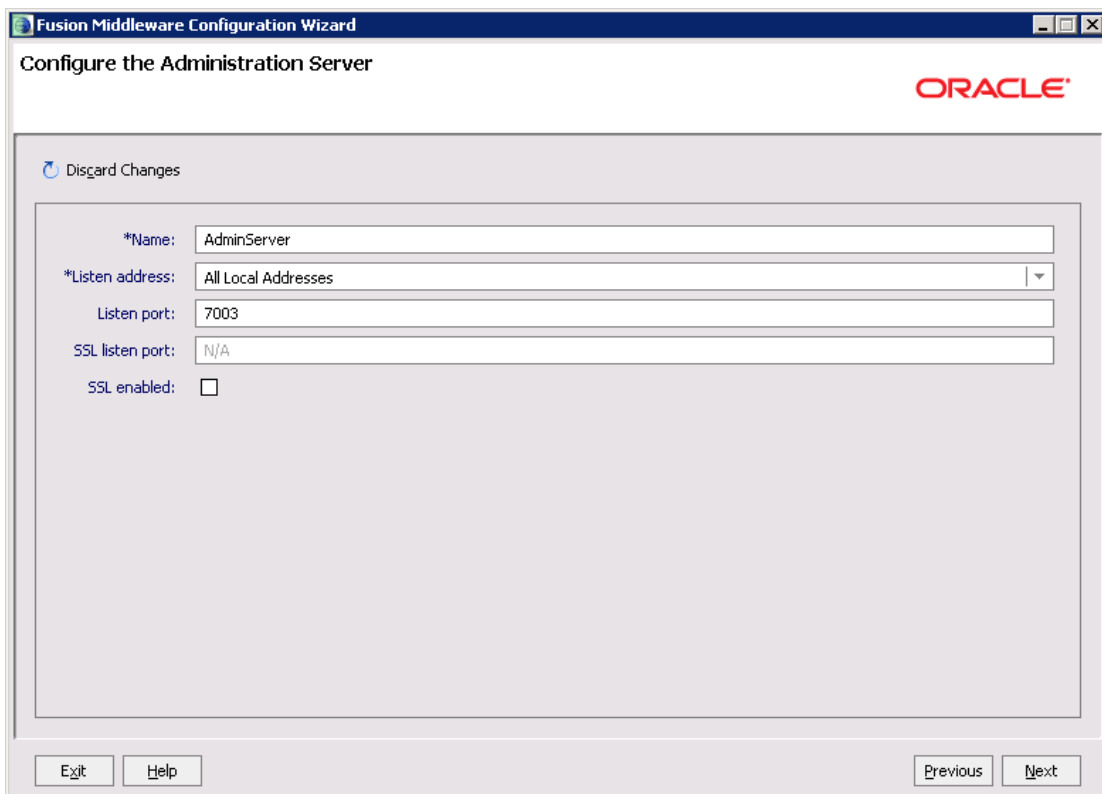 Fusion Middleware Configuration Wizard
Configure the Administration Server
ORACLE
Discard Changes
*Name: AdminServer
*Listen address: All Local Addresses
Listen port: 7003
SSL listen port: N/A
SSL enabled:
Exit Help Previous Next